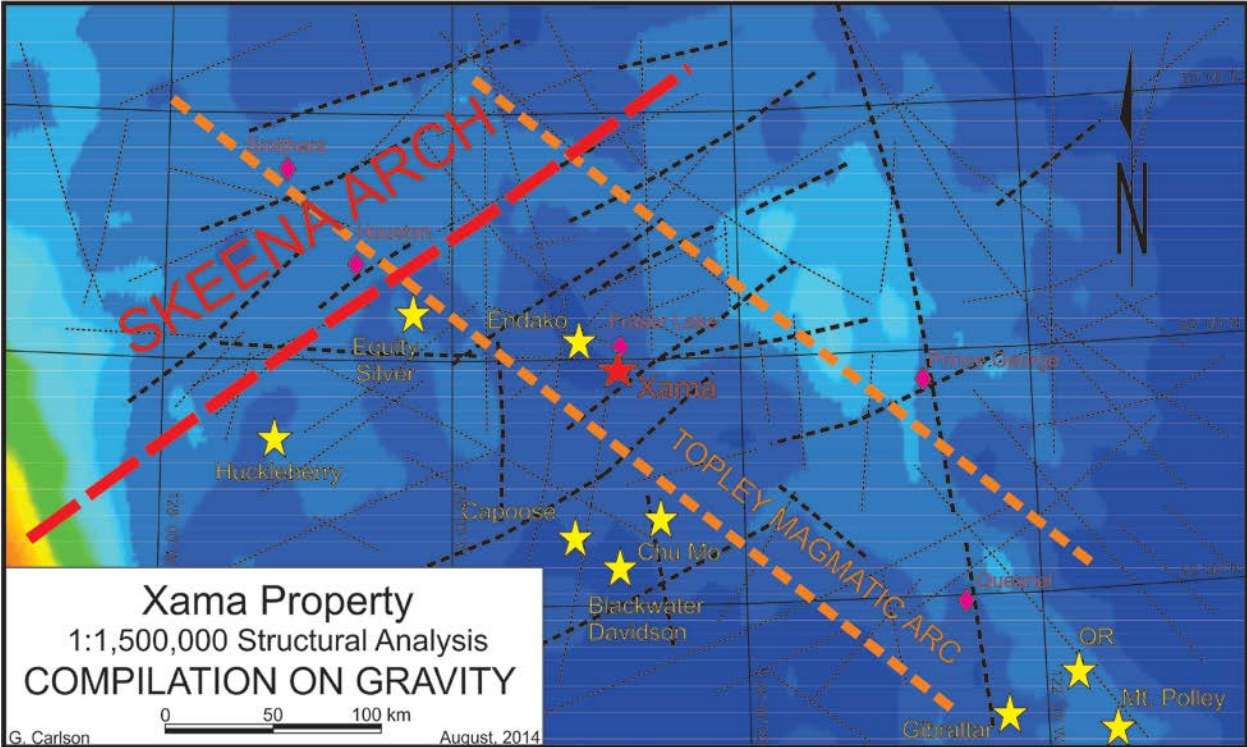 Smithers
SKEENA ARCH
Houston
N
Equity
Silver
Endako
Fraser Lake
Xama
Prince George
Huckleberry
TOPLEY MAGMATIC ARC
Capoose
Chu Mo
Blackwater
Davidson
Quesnel
QR
Mt. Polley
Gibraltar
Xama Property
1:1,500,000 Structural Analysis
COMPILATION ON GRAVITY
0 50 100 km
G. Carlson
August, 2014